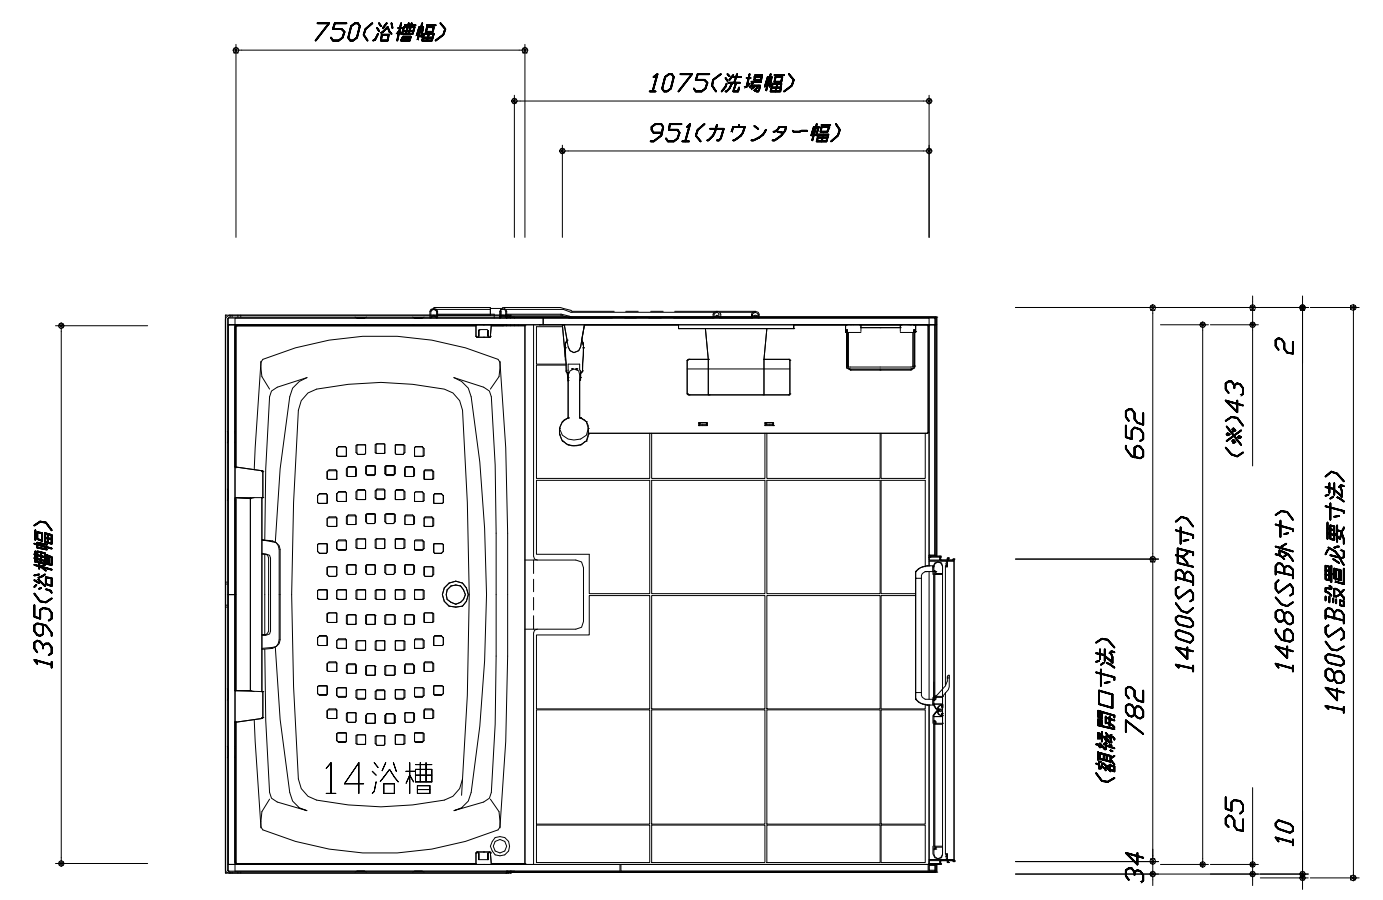 750(浴槽幅)
1075(洗場幅)
951(カウンター幅)
1395(浴槽幅)
14浴槽
652
(額縁開口寸法)
782
34
1400(SB内寸)
(※)43
25
2
1468(SB外寸)
10
1480(SB設置必要寸法)